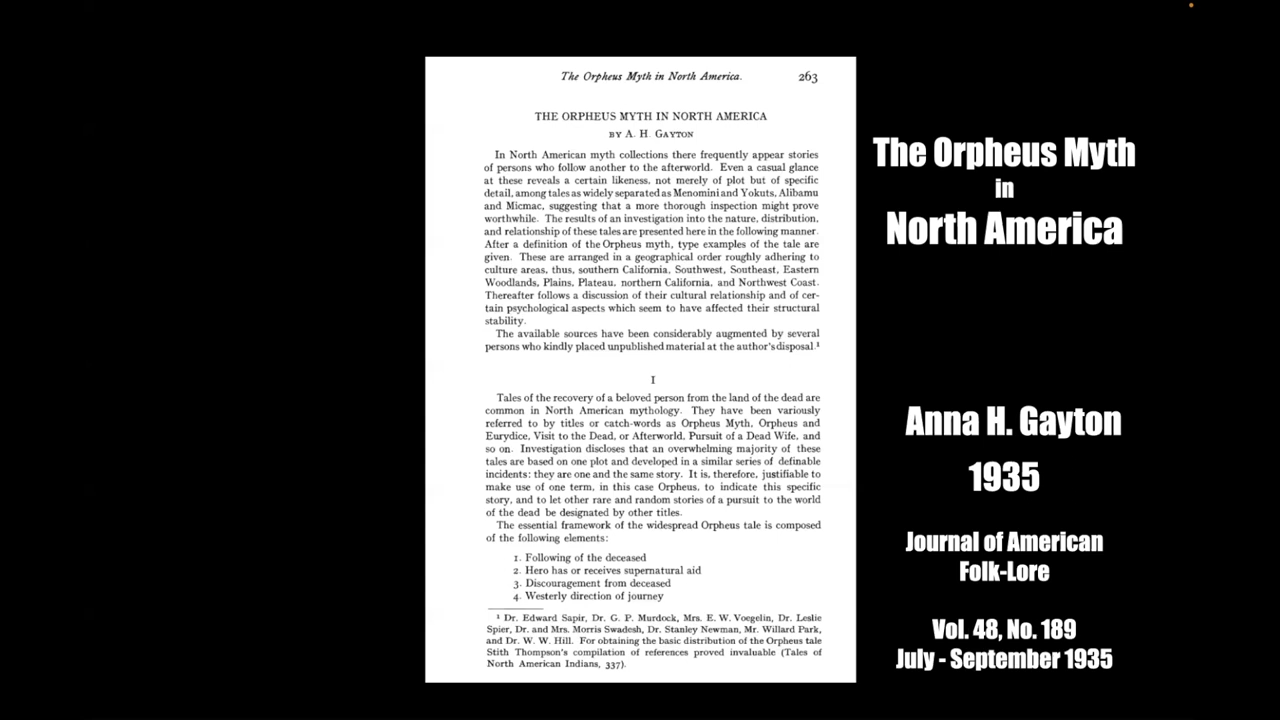 The Orpheus Myth in North America. 263
THE ORPHEUS MYTH IN NORTH AMERICA
BY A. H. GAYTON
In North American myth collections there frequently appear stories
of persons who follow another to the afterworld. Even a casual glance
at these reveals a certain likeness, not merely of plot but of specific
detail, among tales as widely separated as Menomini and Yokuts, Alibamu
and Micmac, suggesting that a more thorough inspection might prove
worthwhile. The results of an investigation into the nature, distribution,
and relationship of these tales are presented here in the following manner.
After a definition of the Orpheus myth, type examples of the tale are
given. These are arranged in a geographical order roughly adhering to
culture areas, thus, southern California, Southwest, Southeast, Eastern
Woodlands, Plains, Plateau, northern California, and Northwest Coast.
Thereafter follows a discussion of their cultural relationship and of cer-
tain psychological aspects which seem to have affected their structural
stability.
The available sources have been considerably augmented by several
persons who kindly placed unpublished material at the author's disposal.¹
I
Tales of the recovery of a beloved person from the land of the dead are
common in North American mythology. They have been variously
referred to by titles or catch-words as Orpheus Myth, Orpheus and
Eurydice, Visit to the Dead, or Afterworld, Pursuit of a Dead Wife, and
so on. Investigation discloses that an overwhelming majority of these
tales are based on one plot and developed in a similar series of definable
incidents: they are one and the same story. It is, therefore, justifiable to
make use of one term, in this case Orpheus, to indicate this specific
story, and to let other rare and random stories of a pursuit to the world
of the dead be designated by other titles.
The essential framework of the widespread Orpheus tale is composed
of the following elements:
1. Following of the deceased
2. Hero has or receives supernatural aid
3. Discouragement from deceased
4. Westerly direction of journey
¹ Dr. Edward Sapir, Dr. G. P. Murdock, Mrs. E. W. Voegelin, Dr. Leslie
Spier, Dr. and Mrs. Morris Swadesh, Dr. Stanley Newman, Mr. Willard Park,
and Dr. W. W. Hill. For obtaining the basic distribution of the Orpheus tale
Stith Thompson's compilation of references proved invaluable (Tales of
North American Indians, 337).
The Orpheus Myth
in
North America
Anna H. Gayton
1935
Journal of American
Folk-Lore
Vol. 48, No. 189
July - September 1935